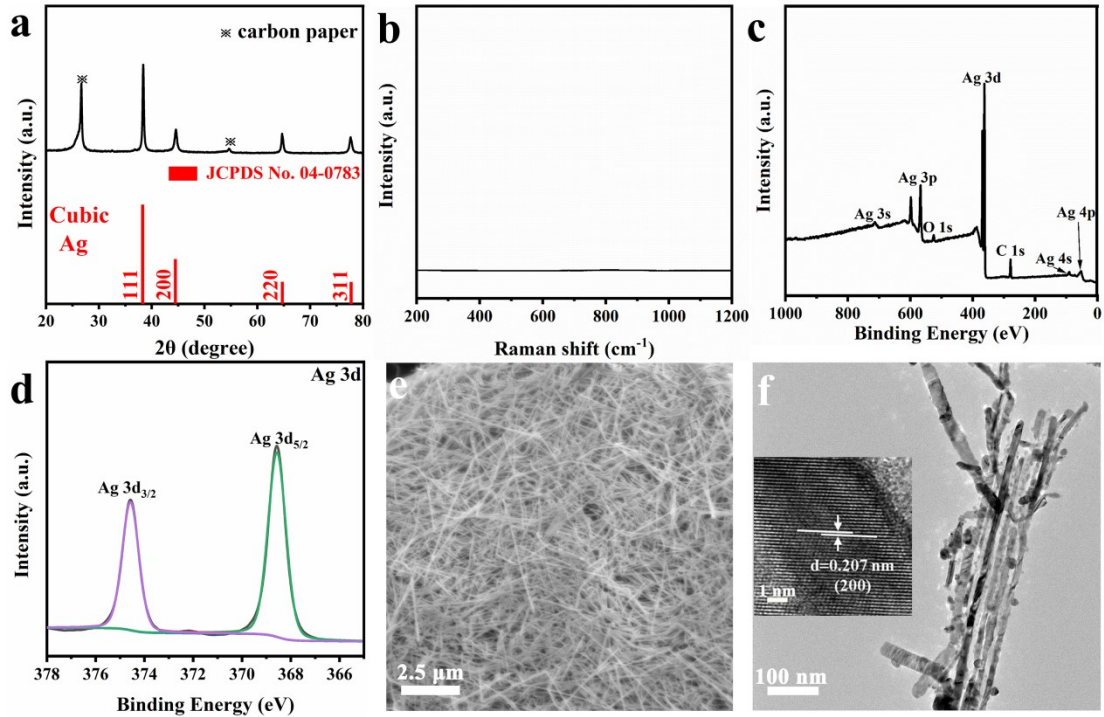 a
※ carbon paper
※
※
Intensity (a.u.)
JCPDS No. 04-0783
Cubic
Ag
111
200
220
311
20 30 40 50 60 70 80
2θ (degree)
b
Intensity (a.u.)
200 400 600 800 1000 1200
Raman shift (cm⁻¹)
c
Ag 3d
Ag 3p
Ag 3s
O 1s
C 1s
Ag 4s
Ag 4p
Intensity (a.u.)
1000 800 600 400 200 0
Binding Energy (eV)
d
Ag 3d
Ag 3d₅/₂
Ag 3d₃/₂
Intensity (a.u.)
378 376 374 372 370 368 366
Binding Energy (eV)
e
2.5 μm
f
d=0.207 nm
(200)
1 nm
100 nm